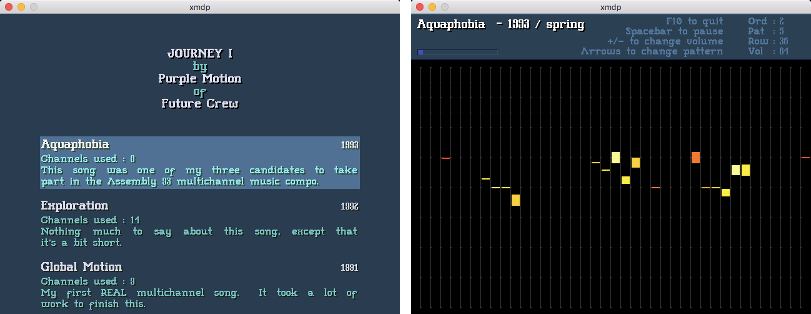 xmdp
JOURNEY I
by
Purple Motion
of
Future Crew
Aquaphobia 1993
Channels used : 8
This song was one of my three candidates to take
part in the Assembly 93 multichannel music compo.
Exploration 1992
Channels used : 14
Nothing much to say about this song, except that
it's a bit short.
Global Motion 1991
Channels used : 9
My first REAL multichannel song. It took a lot of
work to finish this.
xmdp
Aquaphobia - 1993 / spring
F10 to quit
Spacebar to pause
+/- to change volume
Arrows to change pattern
Ord : 2
Pat : 5
Row : 36
Vol : 64